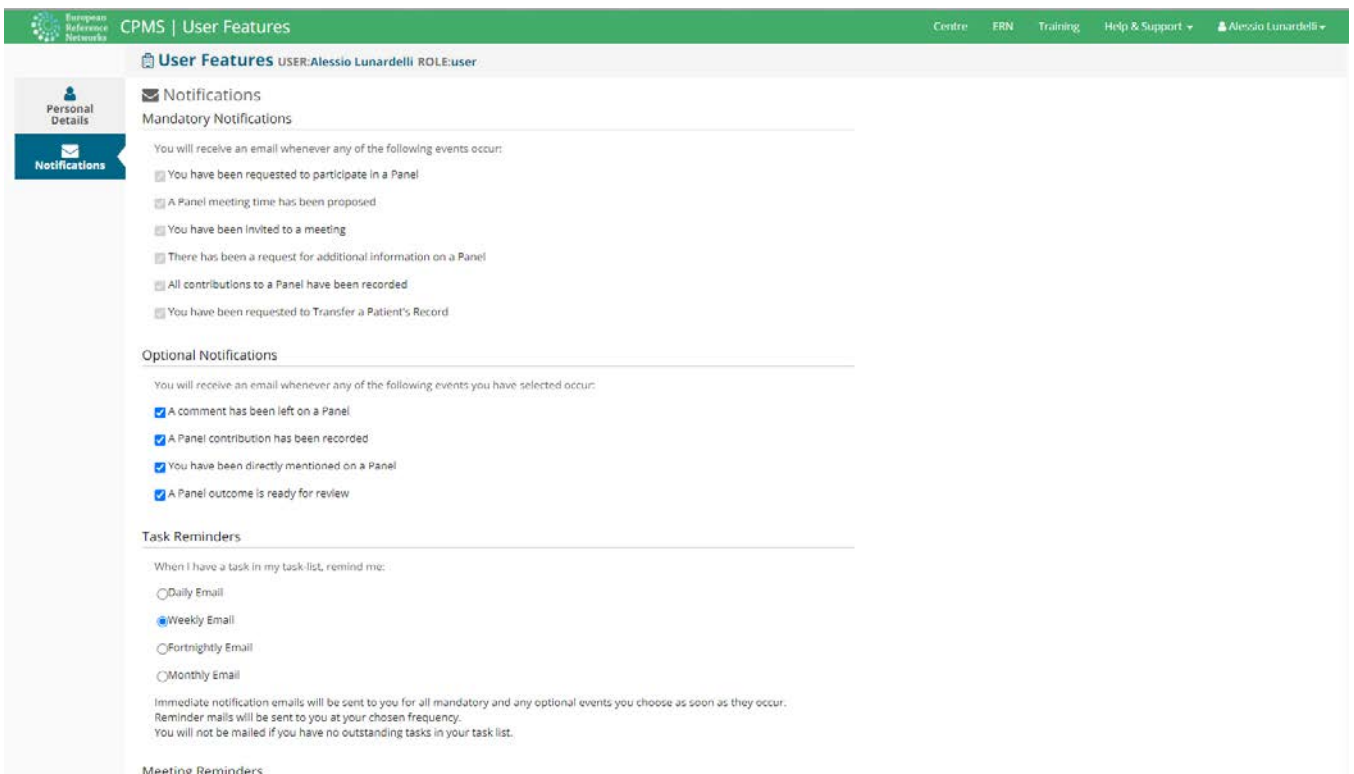 European
Reference
Networks
CPMS | User Features
Centre ERN Training Help & Support Alessio Lunardelli
User Features USER:Alessio Lunardelli ROLE:user
Personal
Details
Notifications
Notifications
Mandatory Notifications
You will receive an email whenever any of the following events occur:
You have been requested to participate in a Panel
A Panel meeting time has been proposed
You have been invited to a meeting
There has been a request for additional information on a Panel
All contributions to a Panel have been recorded
You have been requested to Transfer a Patient's Record
Optional Notifications
You will receive an email whenever any of the following events you have selected occur:
A comment has been left on a Panel
A Panel contribution has been recorded
You have been directly mentioned on a Panel
A Panel outcome is ready for review
Task Reminders
When I have a task in my task-list, remind me:
Daily Email
Weekly Email
Fortnightly Email
Monthly Email
Immediate notification emails will be sent to you for all mandatory and any optional events you choose as soon as they occur.
Reminder mails will be sent to you at your chosen frequency.
You will not be mailed if you have no outstanding tasks in your task list.
Meeting Reminders